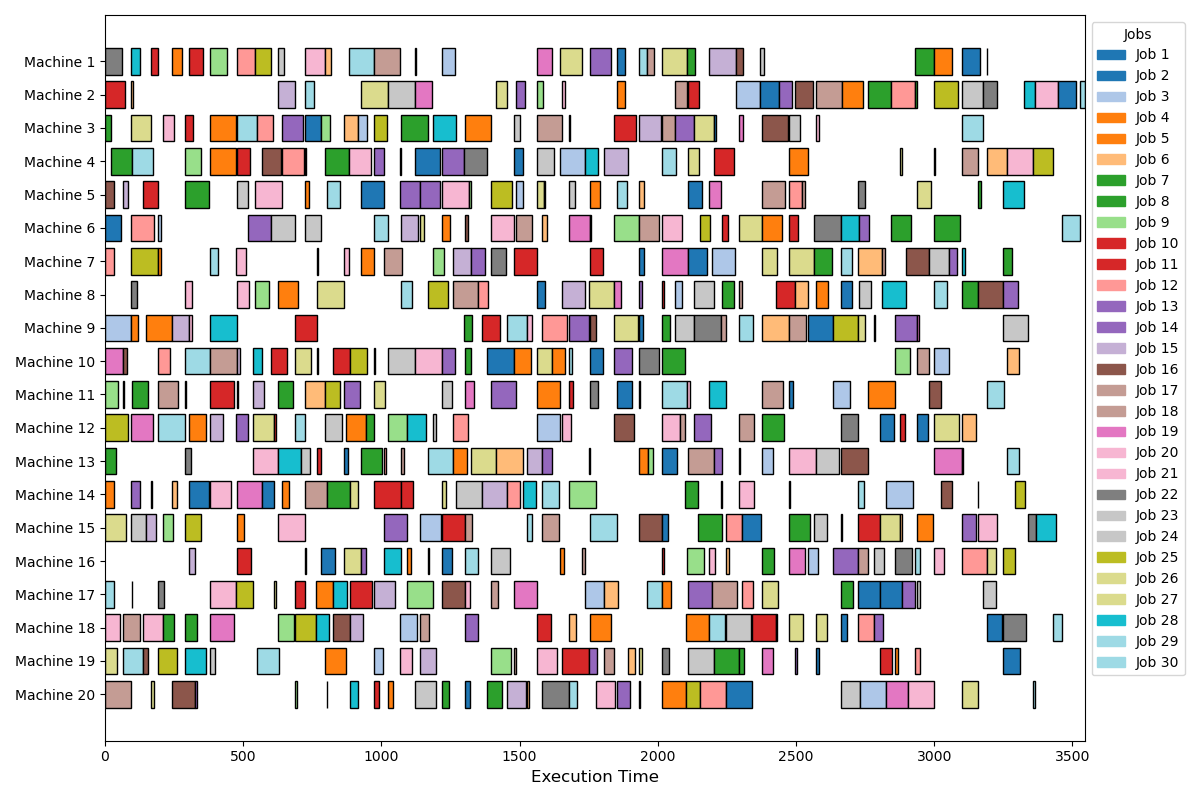 Machine 1
Machine 2
Machine 3
Machine 4
Machine 5
Machine 6
Machine 7
Machine 8
Machine 9
Machine 10
Machine 11
Machine 12
Machine 13
Machine 14
Machine 15
Machine 16
Machine 17
Machine 18
Machine 19
Machine 20
0 500 1000 1500 2000 2500 3000 3500
Execution Time
Jobs
Job 1
Job 2
Job 3
Job 4
Job 5
Job 6
Job 7
Job 8
Job 9
Job 10
Job 11
Job 12
Job 13
Job 14
Job 15
Job 16
Job 17
Job 18
Job 19
Job 20
Job 21
Job 22
Job 23
Job 24
Job 25
Job 26
Job 27
Job 28
Job 29
Job 30